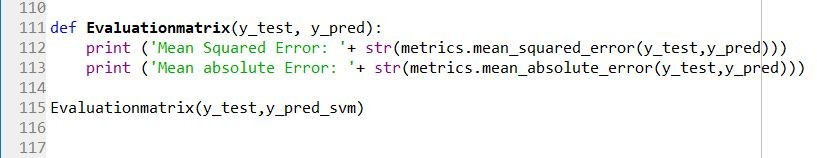 110
111 def Evaluationmatrix(y_test, y_pred):
112     print ('Mean Squared Error: '+ str(metrics.mean_squared_error(y_test,y_pred)))
113     print ('Mean absolute Error: '+ str(metrics.mean_absolute_error(y_test,y_pred)))
114
115 Evaluationmatrix(y_test,y_pred_svm)
116
117